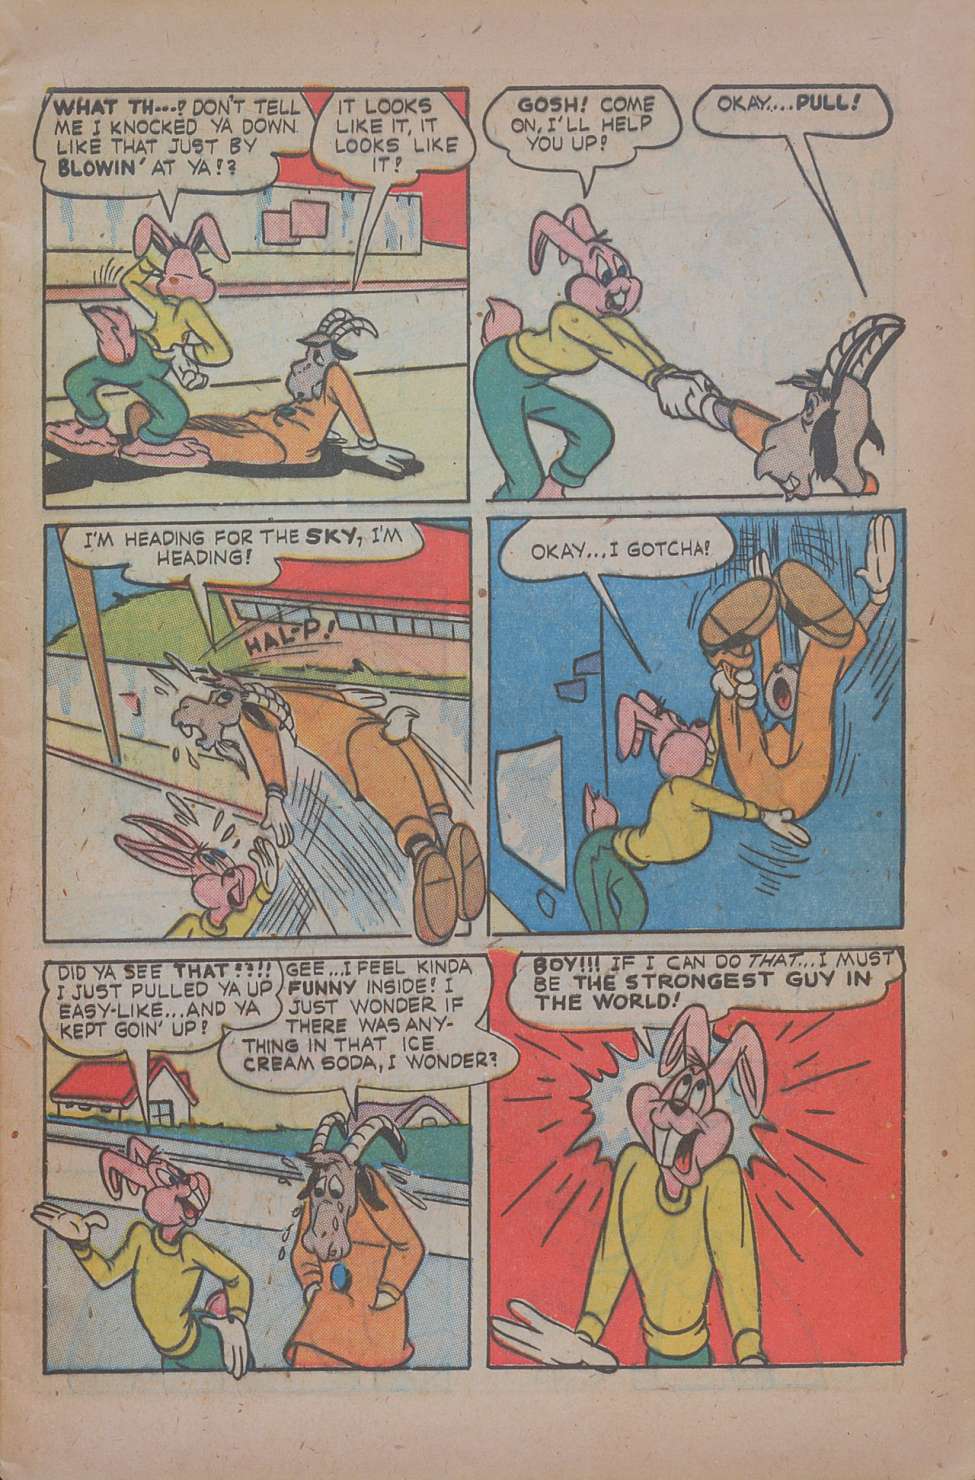 WHAT TH---? DON'T TELL
ME I KNOCKED YA DOWN
LIKE THAT JUST BY
BLOWIN' AT YA!?
IT LOOKS
LIKE IT, IT
LOOKS LIKE
IT!
GOSH! COME
ON, I'LL HELP
YOU UP!
OKAY....PULL!
I'M HEADING FOR THE SKY, I'M
HEADING!
HAL-P!
OKAY...I GOTCHA!
DID YA SEE THAT!?!!
I JUST PULLED YA UP
EASY-LIKE...AND YA
KEPT GOIN' UP!
GEE...I FEEL KINDA
FUNNY INSIDE! I
JUST WONDER IF
THERE WAS ANY-
THING IN THAT ICE
CREAM SODA, I WONDER?
BOY!!! IF I CAN DO THAT...I MUST
BE THE STRONGEST GUY IN
THE WORLD!